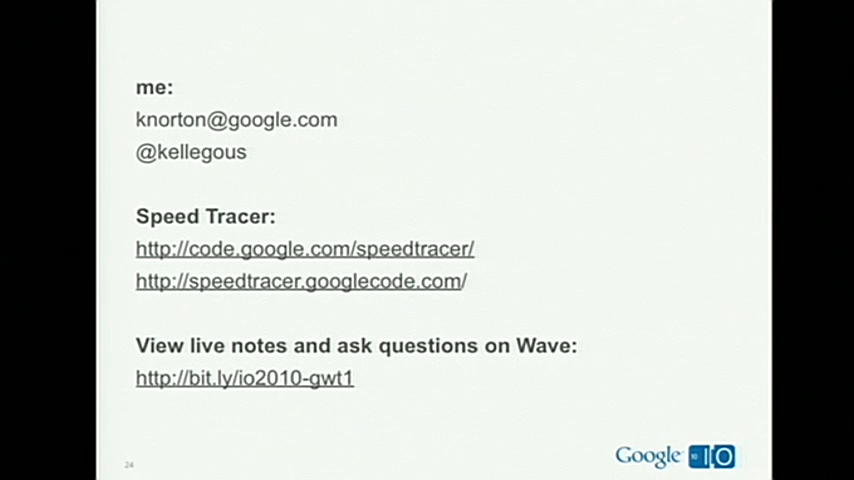 me:
knorton@google.com
@kellegous
Speed Tracer:
http://code.google.com/speedtracer/
http://speedtracer.googlecode.com/
View live notes and ask questions on Wave:
http://bit.ly/io2010-gwt1
24
Google 10 IO